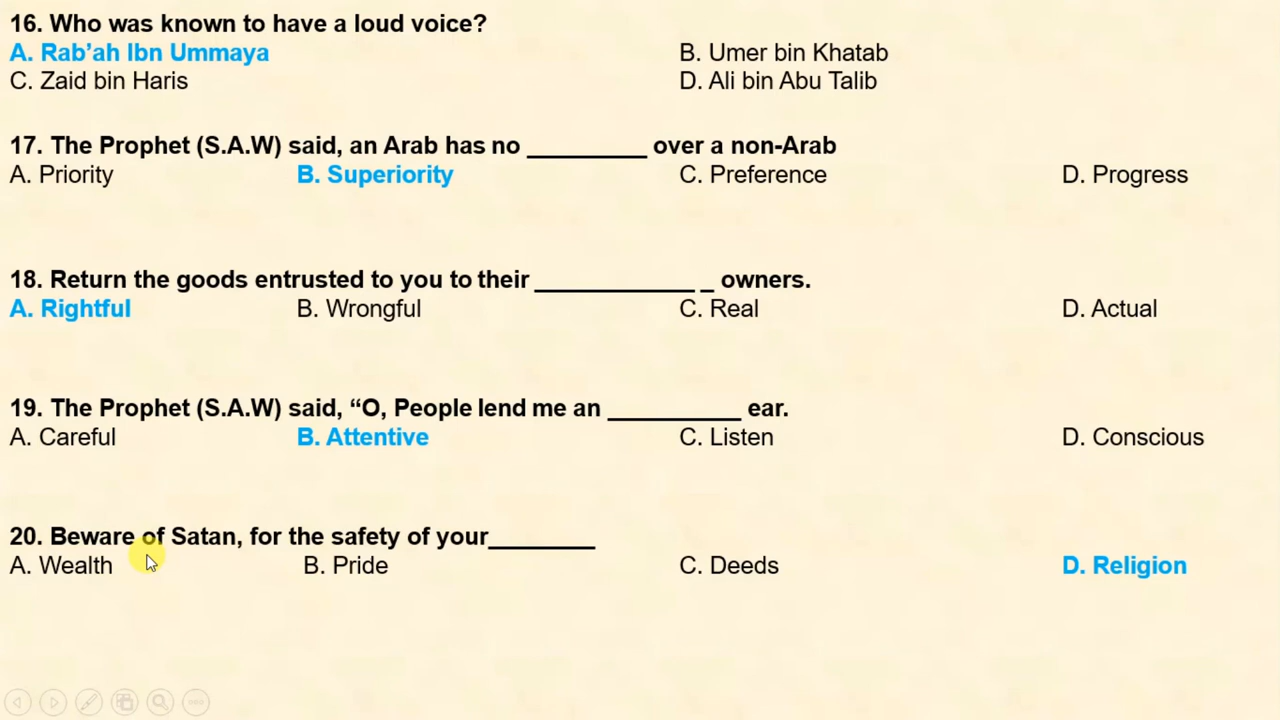 16. Who was known to have a loud voice?
A. Rab’ah Ibn Ummaya B. Umer bin Khatab
C. Zaid bin Haris D. Ali bin Abu Talib
17. The Prophet (S.A.W) said, an Arab has no _________ over a non-Arab
A. Priority B. Superiority C. Preference D. Progress
18. Return the goods entrusted to you to their ____________ _ owners.
A. Rightful B. Wrongful C. Real D. Actual
19. The Prophet (S.A.W) said, “O, People lend me an __________ ear.
A. Careful B. Attentive C. Listen D. Conscious
20. Beware of Satan, for the safety of your________
A. Wealth B. Pride C. Deeds D. Religion